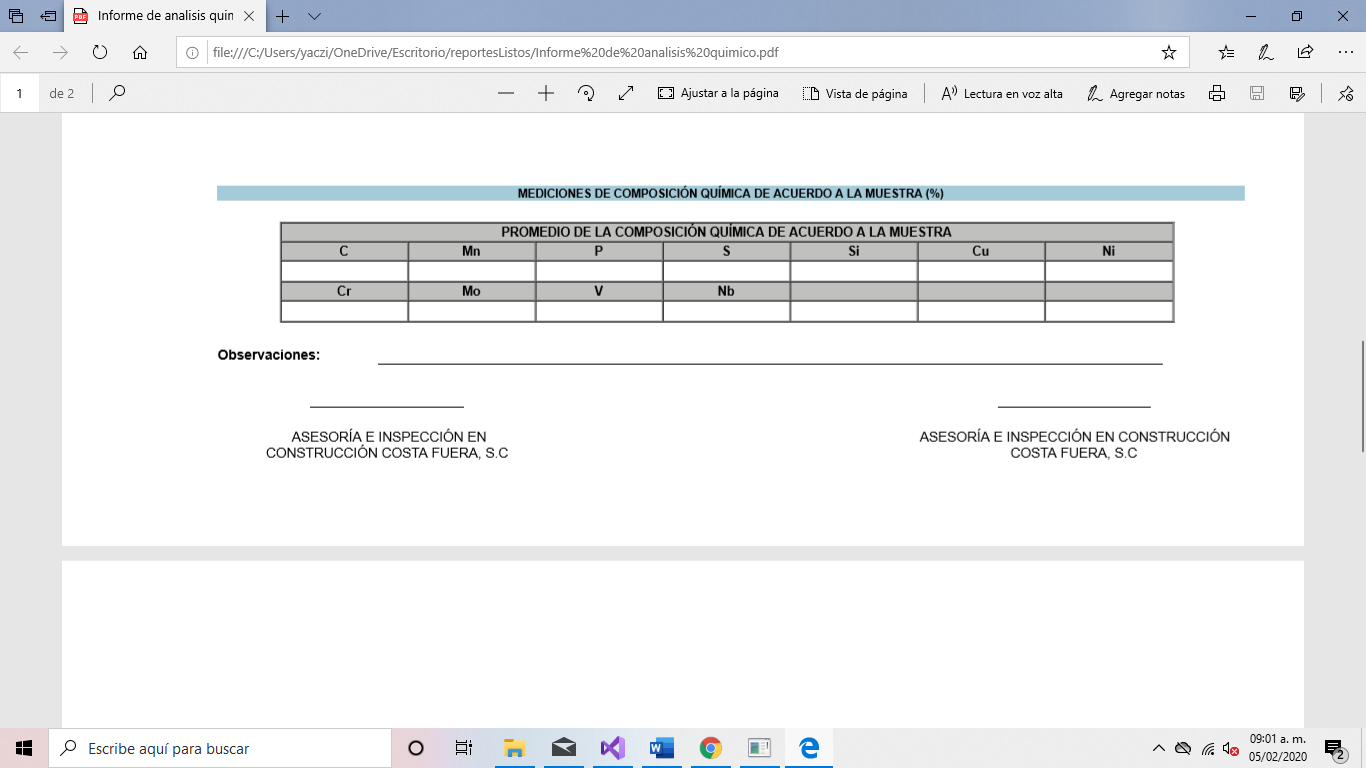 Informe de analisis quin
file:///C:/Users/yaczi/OneDrive/Escritorio/reportesListos/Informe%20de%20analisis%20quimico.pdf
1 de 2 Ajustar a la página Vista de página Lectura en voz alta Agregar notas
MEDICIONES DE COMPOSICIÓN QUÍMICA DE ACUERDO A LA MUESTRA (%)
PROMEDIO DE LA COMPOSICIÓN QUÍMICA DE ACUERDO A LA MUESTRA
C Mn P S Si Cu Ni
Cr Mo V Nb
Observaciones:
ASESORÍA E INSPECCIÓN EN
CONSTRUCCIÓN COSTA FUERA, S.C
ASESORÍA E INSPECCIÓN EN CONSTRUCCIÓN
COSTA FUERA, S.C
Escribe aquí para buscar
09:01 a. m.
05/02/2020
2